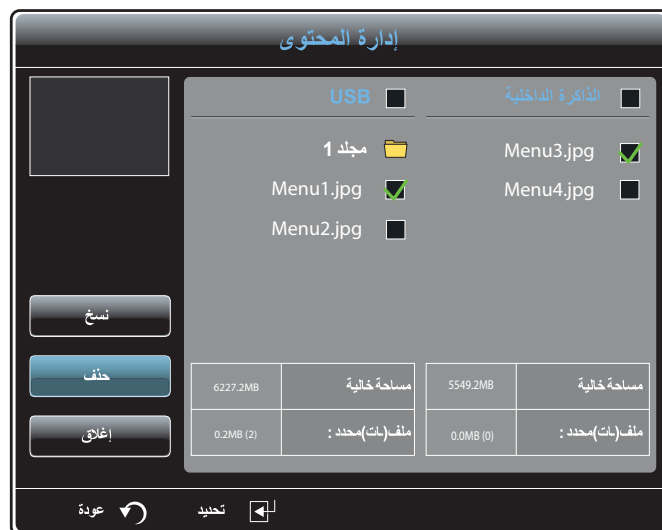 إدارة المحتوى
الذاكرة الداخلية
Menu3.jpg
Menu4.jpg
USB
مجلد 1
Menu1.jpg
Menu2.jpg
مساحة خالية 5549.2MB
ملف(ـات)محدد : 0.0MB (0)
مساحة خالية 6227.2MB
ملف(ـات)محدد : 0.2MB (2)
نسخ
حذف
إغلاق
تحديد عودة